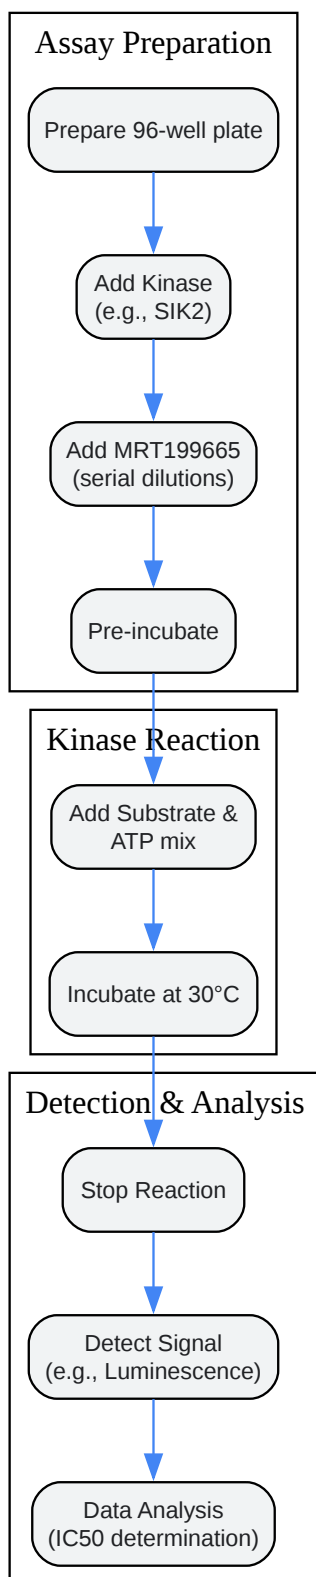 Assay Preparation
Prepare 96-well plate
Add Kinase
(e.g., SIK2)
Add MRT199665
(serial dilutions)
Pre-incubate
Kinase Reaction
Add Substrate &
ATP mix
Incubate at 30°C
Detection & Analysis
Stop Reaction
Detect Signal
(e.g., Luminescence)
Data Analysis
(IC50 determination)